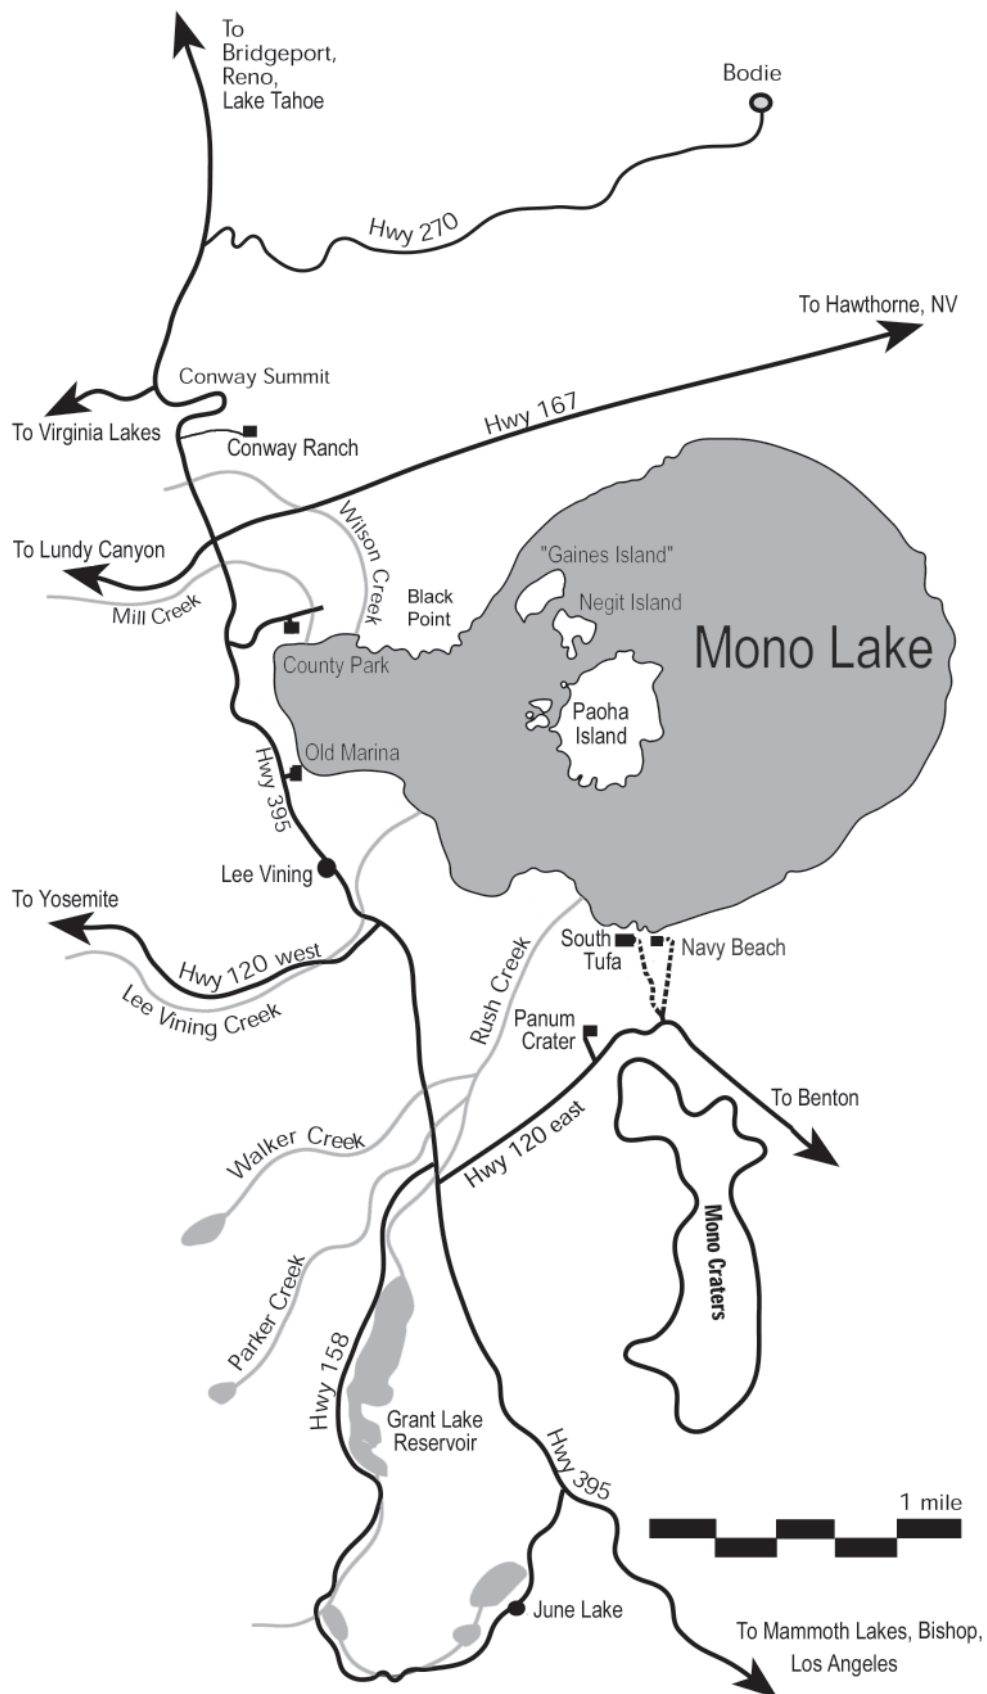 To
Bridgeport,
Reno,
Lake Tahoe
Bodie
Hwy 270
To Hawthorne, NV
Conway Summit
Hwy 167
To Virginia Lakes
Conway Ranch
Wilson Creek
To Lundy Canyon
"Gaines Island"
Mill Creek
Black
Point
Negit Island
Mono Lake
County Park
Paoha
Island
Old Marina
Hwy 395
Lee Vining
To Yosemite
Hwy 120 west
Lee Vining Creek
South
Tufa
Navy Beach
Rush Creek
Panum
Crater
To Benton
Hwy 120 east
Walker Creek
Mono Craters
Parker Creek
Hwy 158
Grant Lake
Reservoir
Hwy 395
1 mile
June Lake
To Mammoth Lakes, Bishop,
Los Angeles